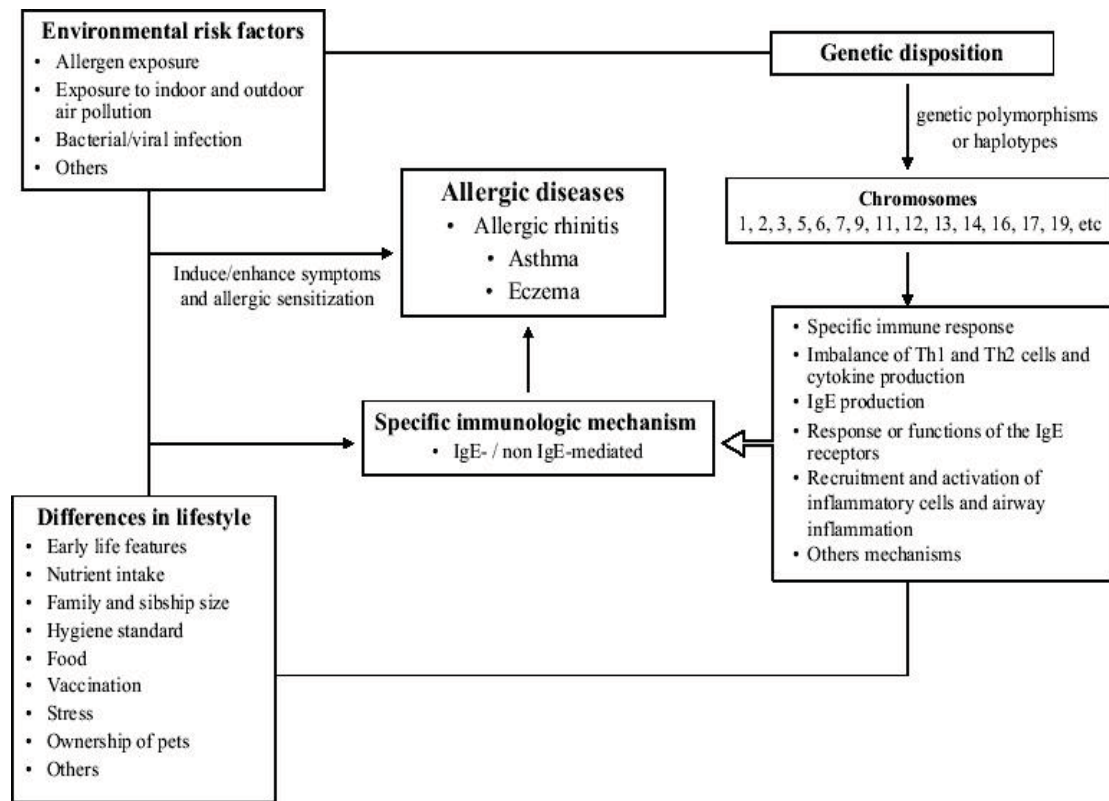 Environmental risk factors
• Allergen exposure
• Exposure to indoor and outdoor
air pollution
• Bacterial/viral infection
• Others
Genetic disposition
genetic polymorphisms
or haplotypes
Chromosomes
1, 2, 3, 5, 6, 7, 9, 11, 12, 13, 14, 16, 17, 19, etc
Allergic diseases
• Allergic rhinitis
• Asthma
• Eczema
Induce/enhance symptoms
and allergic sensitization
• Specific immune response
• Imbalance of Th1 and Th2 cells and
cytokine production
• IgE production
• Response or functions of the IgE
receptors
• Recruitment and activation of
inflammatory cells and airway
inflammation
• Others mechanisms
Specific immunologic mechanism
• IgE- / non IgE-mediated
Differences in lifestyle
• Early life features
• Nutrient intake
• Family and sibship size
• Hygiene standard
• Food
• Vaccination
• Stress
• Ownership of pets
• Others